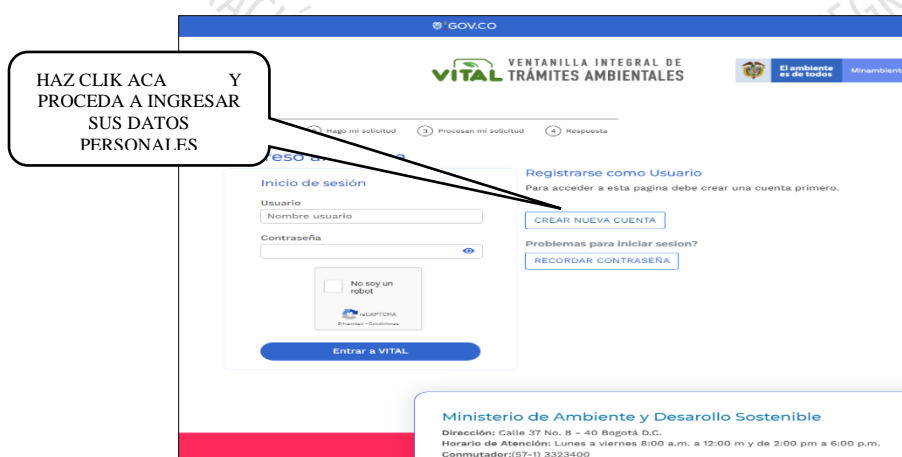 GOV.CO
VITAL VENTANILLA INTEGRAL DE
TRÁMITES AMBIENTALES
El ambiente
es de todos
Minambiente
HAZ CLIK ACA Y
PROCEDA A INGRESAR
SUS DATOS
PERSONALES
Hago mi solicitud
3 Procesan mi solicitud
4 Respuesta
Inicio de sesión
Usuario
Nombre usuario
Contraseña
No soy un
robot
reCAPTCHA
Privacidad - Condiciones
Entrar a VITAL
Registrarse como Usuario
Para acceder a esta pagina debe crear una cuenta primero.
CREAR NUEVA CUENTA
Problemas para iniciar sesion?
RECORDAR CONTRASEÑA
Ministerio de Ambiente y Desarollo Sostenible
Dirección: Calle 37 No. 8 - 40 Bogotá D.C.
Horario de Atención: Lunes a viernes 8:00 a.m. a 12:00 m y de 2:00 pm a 6:00 p.m.
Conmutador:(57-1) 3323400